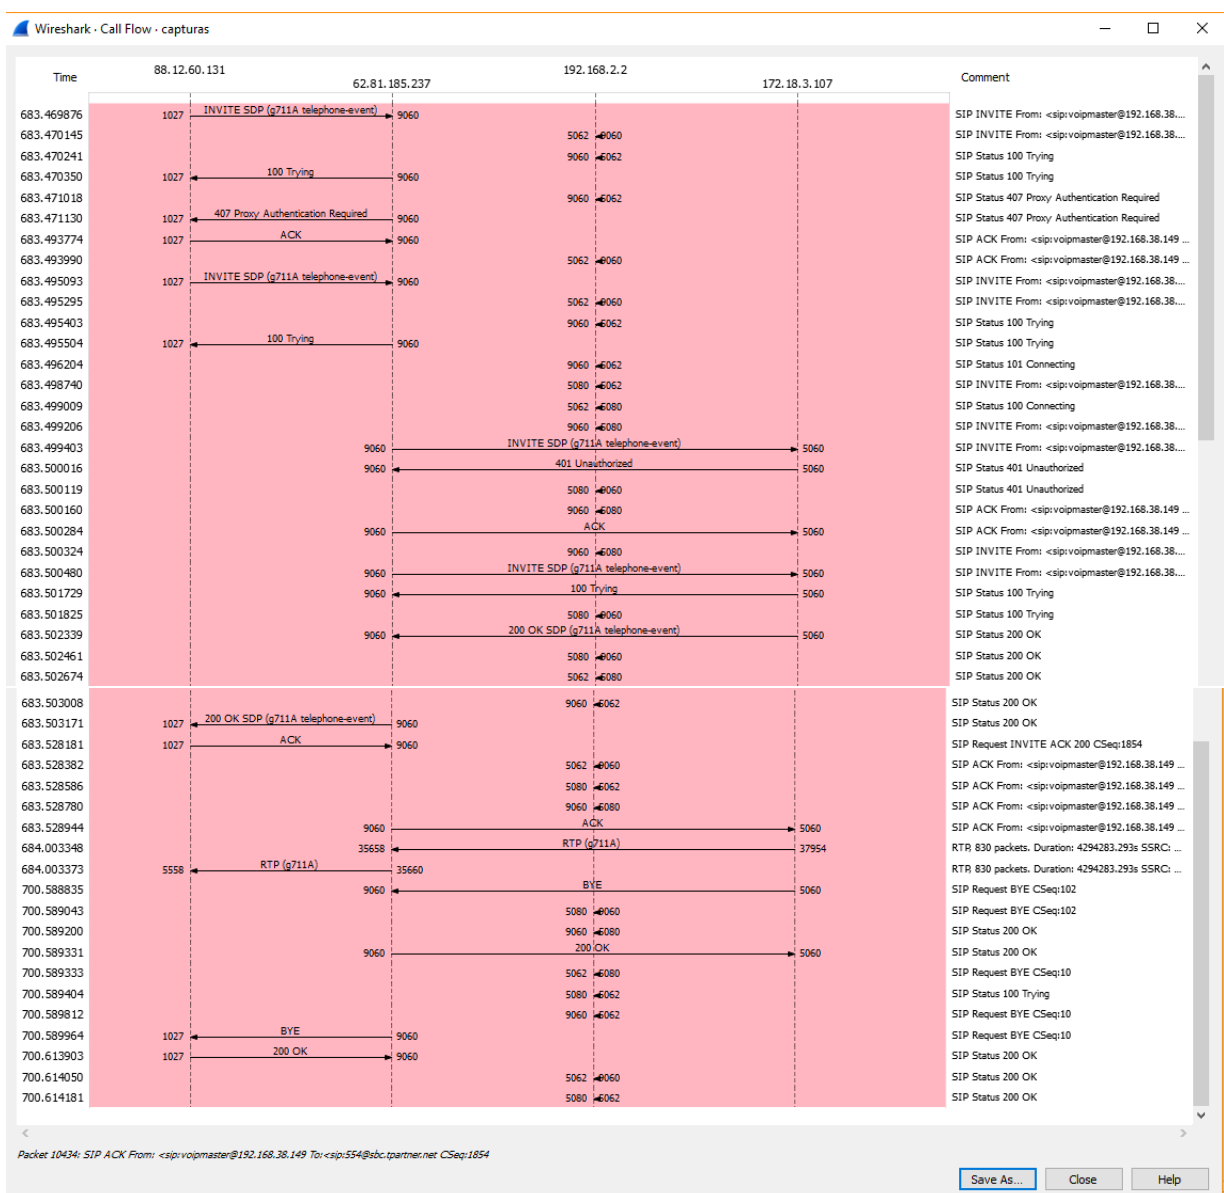 Wireshark · Call Flow · capturas
Time 88.12.60.131 62.81.185.237 192.168.2.2 172.18.3.107 Comment
683.469876 1027 INVITE SDP (g711A telephone-event) 9060 SIP INVITE From: <sip:voipmaster@192.168.38....
683.470145 5062 9060 SIP INVITE From: <sip:voipmaster@192.168.38....
683.470241 9060 5062 SIP Status 100 Trying
683.470350 1027 100 Trying 9060 SIP Status 100 Trying
683.471018 9060 5062 SIP Status 407 Proxy Authentication Required
683.471130 1027 407 Proxy Authentication Required 9060 SIP Status 407 Proxy Authentication Required
683.493774 1027 ACK 9060 SIP ACK From: <sip:voipmaster@192.168.38.149 ...
683.493990 5062 9060 SIP ACK From: <sip:voipmaster@192.168.38.149 ...
683.495093 1027 INVITE SDP (g711A telephone-event) 9060 SIP INVITE From: <sip:voipmaster@192.168.38....
683.495295 5062 9060 SIP INVITE From: <sip:voipmaster@192.168.38....
683.495403 9060 5062 SIP Status 100 Trying
683.495504 1027 100 Trying 9060 SIP Status 100 Trying
683.496204 9060 5062 SIP Status 101 Connecting
683.498740 5080 5062 SIP INVITE From: <sip:voipmaster@192.168.38....
683.499009 5062 5080 SIP Status 100 Connecting
683.499206 9060 5080 SIP INVITE From: <sip:voipmaster@192.168.38....
683.499403 9060 INVITE SDP (g711A telephone-event) 5060 SIP INVITE From: <sip:voipmaster@192.168.38....
683.500016 9060 401 Unauthorized 5060 SIP Status 401 Unauthorized
683.500119 5080 9060 SIP Status 401 Unauthorized
683.500160 9060 5080 SIP ACK From: <sip:voipmaster@192.168.38.149 ...
683.500284 9060 ACK 5060 SIP ACK From: <sip:voipmaster@192.168.38.149 ...
683.500324 9060 5080 SIP INVITE From: <sip:voipmaster@192.168.38....
683.500480 9060 INVITE SDP (g711A telephone-event) 5060 SIP INVITE From: <sip:voipmaster@192.168.38....
683.501729 9060 100 Trying 5060 SIP Status 100 Trying
683.501825 5080 9060 SIP Status 100 Trying
683.502339 9060 200 OK SDP (g711A telephone-event) 5060 SIP Status 200 OK
683.502461 5080 9060 SIP Status 200 OK
683.502674 5062 5080 SIP Status 200 OK
683.503008 9060 5062 SIP Status 200 OK
683.503171 1027 200 OK SDP (g711A telephone-event) 9060 SIP Status 200 OK
683.528181 1027 ACK 9060 SIP Request INVITE ACK 200 CSeq:1854
683.528382 5062 9060 SIP ACK From: <sip:voipmaster@192.168.38.149 ...
683.528586 5080 5062 SIP ACK From: <sip:voipmaster@192.168.38.149 ...
683.528780 9060 5080 SIP ACK From: <sip:voipmaster@192.168.38.149 ...
683.528944 9060 ACK 5060 SIP ACK From: <sip:voipmaster@192.168.38.149 ...
684.003348 35658 RTP (g711A) 37954 RTP, 830 packets. Duration: 4294283.293s SSRC: ...
684.003373 5558 RTP (g711A) 35660 RTP, 830 packets. Duration: 4294283.293s SSRC: ...
700.588835 9060 BYE 5060 SIP Request BYE CSeq:102
700.589043 5080 9060 SIP Request BYE CSeq:102
700.589200 9060 5080 SIP Status 200 OK
700.589331 9060 200 OK 5060 SIP Status 200 OK
700.589333 5062 5080 SIP Request BYE CSeq:10
700.589404 5080 5062 SIP Status 100 Trying
700.589812 9060 5062 SIP Request BYE CSeq:10
700.589964 1027 BYE 9060 SIP Request BYE CSeq:10
700.613903 1027 200 OK 9060 SIP Status 200 OK
700.614050 5062 9060 SIP Status 200 OK
700.614181 5080 5062 SIP Status 200 OK
Packet 10434: SIP ACK From: <sip:voipmaster@192.168.38.149 To:<sip:554@sbc.tpartner.net CSeq:1854
Save As... Close Help